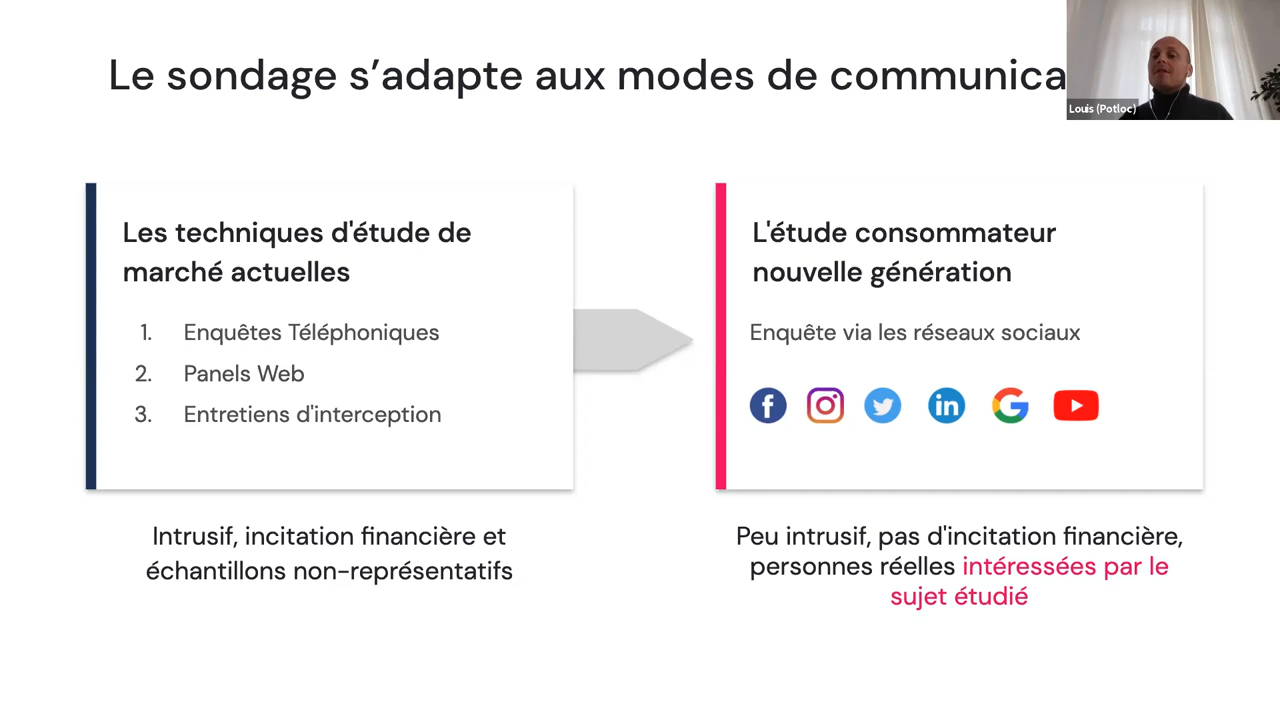 Le sondage s’adapte aux modes de communica
Louis (Potloc)
Les techniques d'étude de
marché actuelles
1. Enquêtes Téléphoniques
2. Panels Web
3. Entretiens d'interception
Intrusif, incitation financière et
échantillons non-représentatifs
L'étude consommateur
nouvelle génération
Enquête via les réseaux sociaux
Peu intrusif, pas d'incitation financière,
personnes réelles intéressées par le
sujet étudié